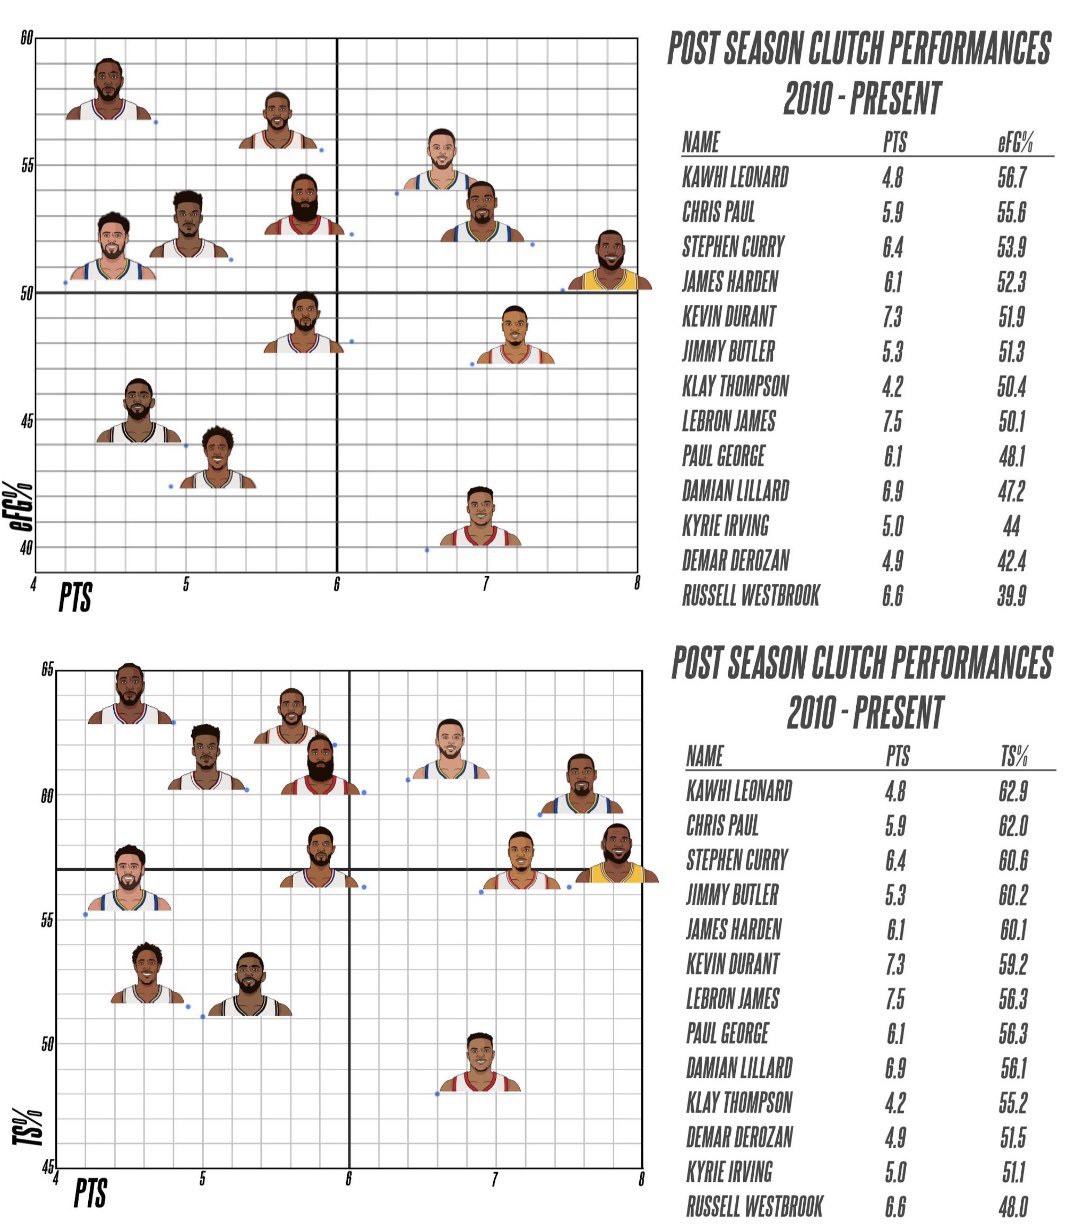 POST SEASON CLUTCH PERFORMANCES
2010 - PRESENT
NAME PTS eFG%
KAWHI LEONARD 4.8 56.7
CHRIS PAUL 5.9 55.6
STEPHEN CURRY 6.4 53.9
JAMES HARDEN 6.1 52.3
KEVIN DURANT 7.3 51.9
JIMMY BUTLER 5.3 51.3
KLAY THOMPSON 4.2 50.4
LEBRON JAMES 7.5 50.1
PAUL GEORGE 6.1 48.1
DAMIAN LILLARD 6.9 47.2
KYRIE IRVING 5.0 44
DEMAR DEROZAN 4.9 42.4
RUSSELL WESTBROOK 6.6 39.9
60
55
50
45
eFG%
40
4 5 6 7 8
PTS
POST SEASON CLUTCH PERFORMANCES
2010 - PRESENT
NAME PTS TS%
KAWHI LEONARD 4.8 62.9
CHRIS PAUL 5.9 62.0
STEPHEN CURRY 6.4 60.6
JIMMY BUTLER 5.3 60.2
JAMES HARDEN 6.1 60.1
KEVIN DURANT 7.3 59.2
LEBRON JAMES 7.5 56.3
PAUL GEORGE 6.1 56.3
DAMIAN LILLARD 6.9 56.1
KLAY THOMPSON 4.2 55.2
DEMAR DEROZAN 4.9 51.5
KYRIE IRVING 5.0 51.1
RUSSELL WESTBROOK 6.6 48.0
65
60
55
50
TS%
45
4 5 6 7 8
PTS